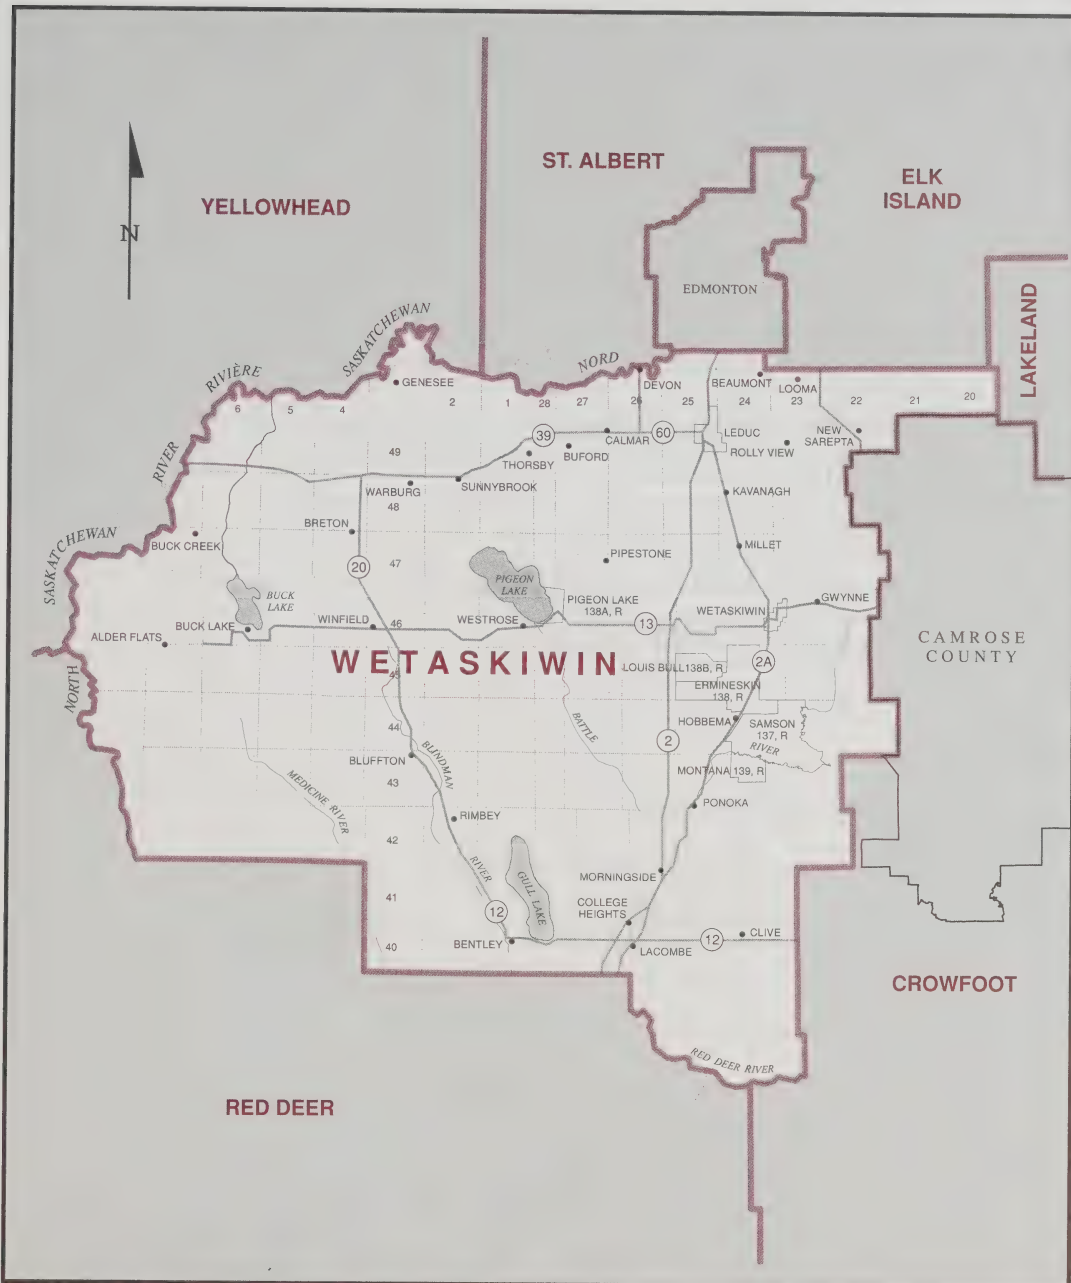 ST. ALBERT
ELK
ISLAND
YELLOWHEAD
N
EDMONTON
LAKELAND
SASKATCHEWAN
NORD
RIVIÈRE
GENESEE
DEVON
BEAUMONT
LOOMA
6
5
4
2
1
28
27
26
25
24
23
22
21
20
39
CALMAR
60
LEDUC
NEW
SAREPTA
BUFORD
ROLLY VIEW
THORSBY
49
RIVER
WARBURG
SUNNYBROOK
KAVANAGH
48
BRETON
SASKATCHEWAN
BUCK CREEK
MILLET
PIPESTONE
47
20
PIGEON
LAKE
BUCK
LAKE
PIGEON LAKE
138A, R
WETASKIWIN
GWYNNE
BUCK LAKE
WINFIELD
46
WESTROSE
13
ALDER FLATS
CAMROSE
COUNTY
WETASKIWIN
LOUIS BULL138B, R
2A
45
ERMINESKIN
138, R
NORTH
HOBBEMA
SAMSON
137, R
44
BATTLE
2
RIVER
BLUFFTON
BLINDMAN
MONTANA 139, R
43
MEDICINE RIVER
PONOKA
RIMBEY
42
RIVER
GULL LAKE
MORNINGSIDE
41
COLLEGE
HEIGHTS
12
40
BENTLEY
12
CLIVE
LACOMBE
CROWFOOT
RED DEER RIVER
RED DEER